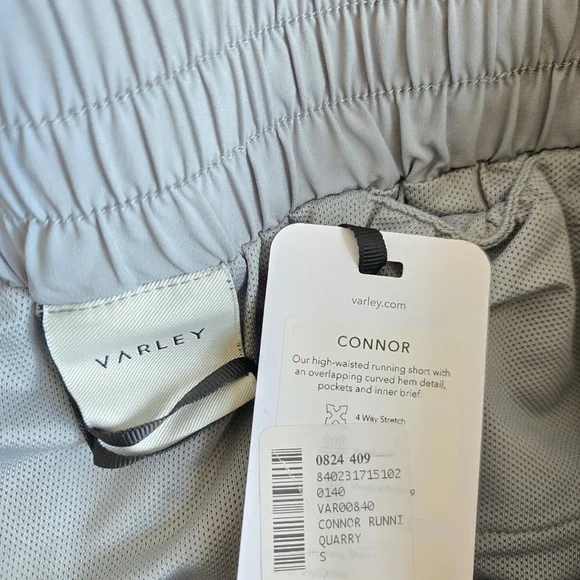 VARLEY
varley.com
CONNOR
Our high-waisted running short with
an overlapping curved hem detail,
pockets and inner brief.
4 Way Stretch
0824 409
840231715102
0140
VAR00840
CONNOR RUNNI
QUARRY
S